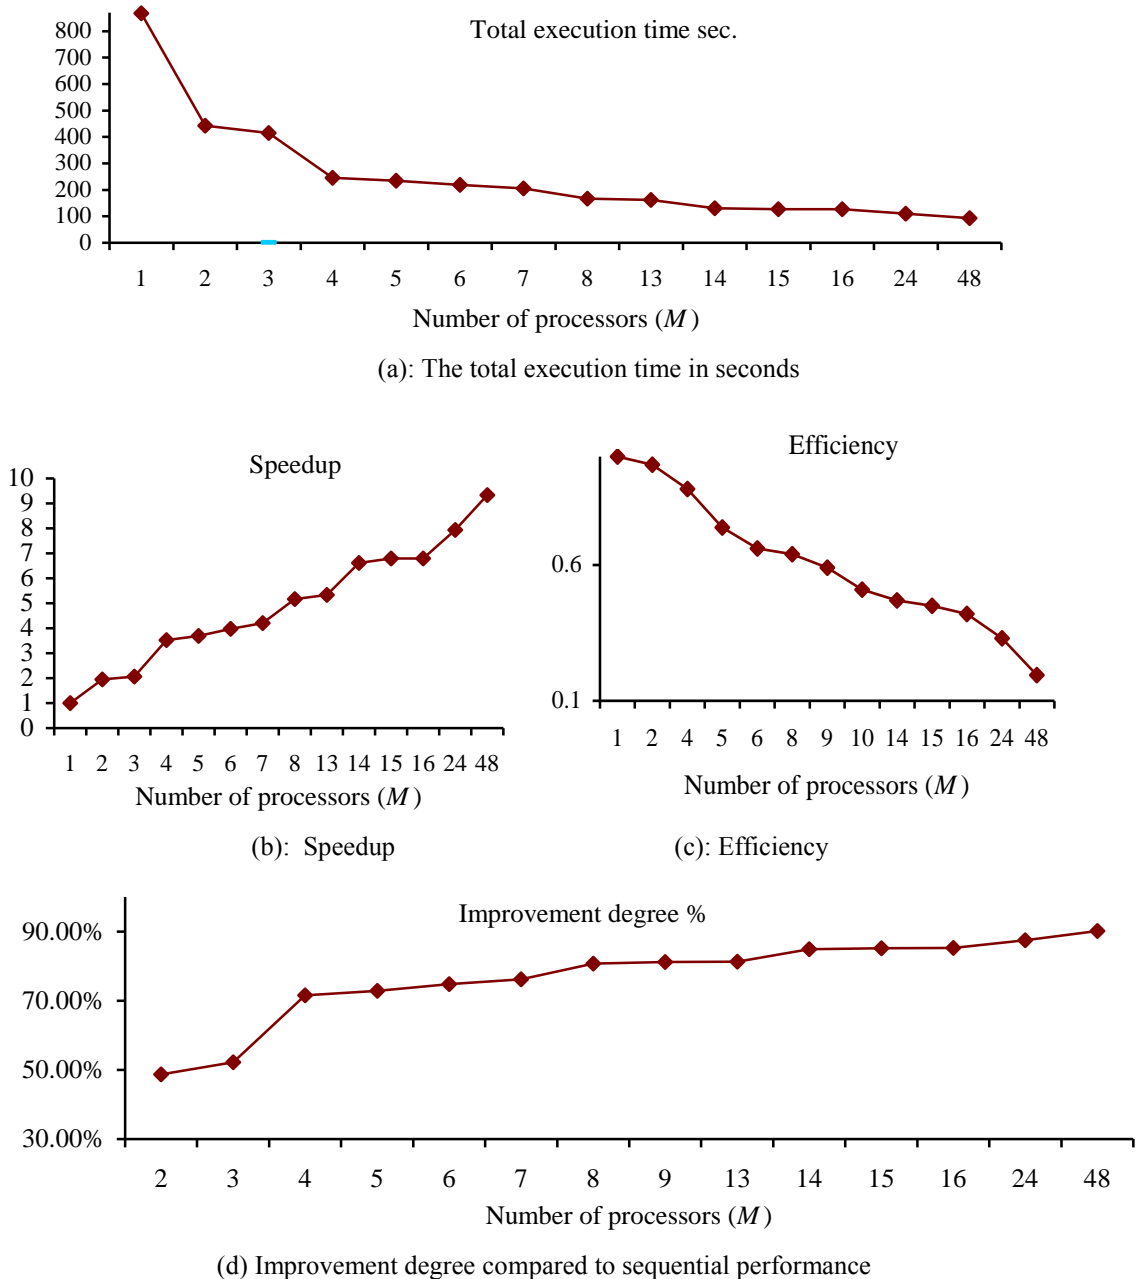 Total execution time sec.
800
700
600
500
400
300
200
100
0
1 2 3 4 5 6 7 8 13 14 15 16 24 48
Number of processors (M)
(a): The total execution time in seconds
Speedup
10
9
8
7
6
5
4
3
2
1
0
1 2 3 4 5 6 7 8 13 14 15 16 24 48
Number of processors (M)
(b): Speedup
Efficiency
0.6
0.1
1 2 4 5 6 8 9 10 14 15 16 24 48
Number of processors (M)
(c): Efficiency
Improvement degree %
90.00%
70.00%
50.00%
30.00%
2 3 4 5 6 7 8 9 13 14 15 16 24 48
Number of processors (M)
(d) Improvement degree compared to sequential performance